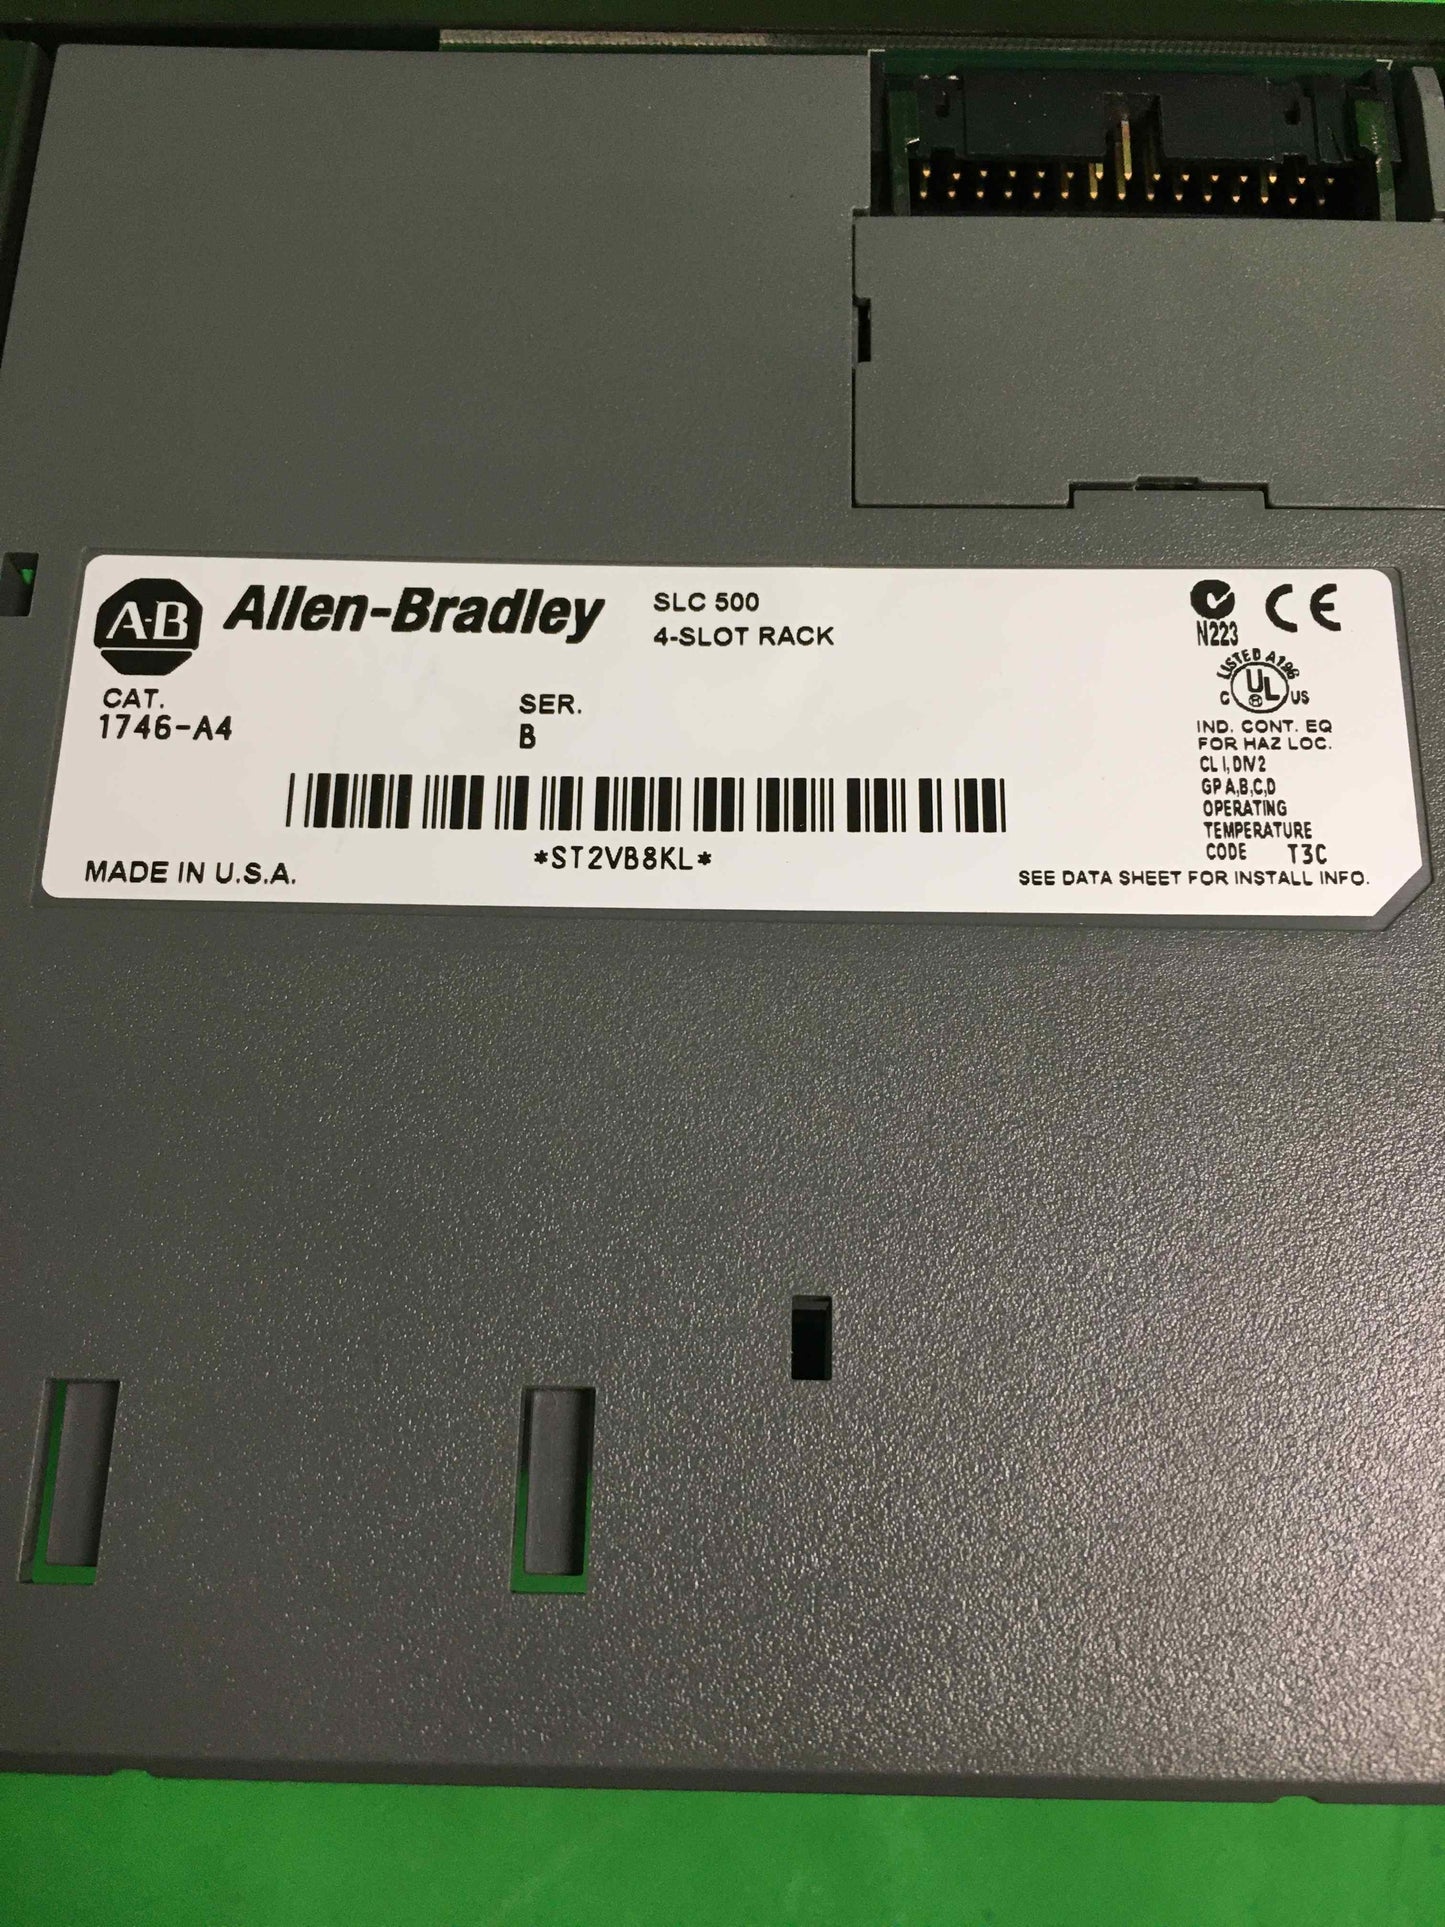 A-B Allen-Bradley
SLC 500
4-SLOT RACK
CAT.
1746-A4
SER.
B
*ST2VB8KL*
MADE IN U.S.A.
N223
CE
LISTED A196
C UL US
IND. CONT. EQ
FOR HAZ LOC.
CL I, DIV 2
GP A,B,C,D
OPERATING
TEMPERATURE
CODE T3C
SEE DATA SHEET FOR INSTALL INFO.